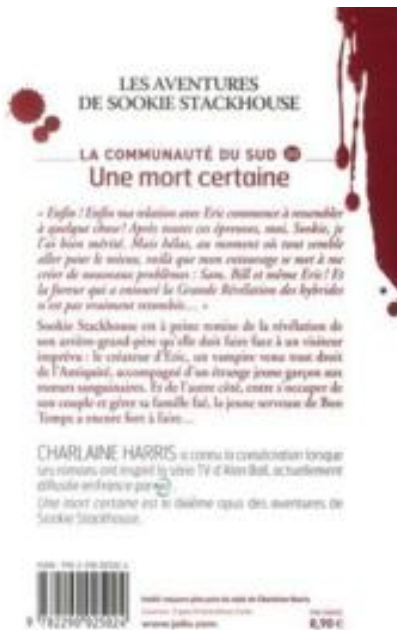 LES AVENTURES
DE SOOKIE STACKHOUSE
LA COMMUNAUTÉ DU SUD
Une mort certaine
« Enfin ! Enfin ma relation avec Eric commence à ressembler
à quelque chose ! Après toutes ces épreuves, moi, Sookie, je
l'ai bien mérité. Mais hélas, au moment où tout semble
aller pour le mieux, voilà que mon entourage se met à me
créer de nouveaux problèmes : Sam, Bill et même Eric ! Et
la fureur qui a entouré la Grande Révélation des hybrides
n'est pas vraiment retombée... »
Sookie Stackhouse est à peine remise de la révélation de
son arrière-grand-père qu'elle doit faire face à un visiteur
imprévu : le créateur d'Eric, un vampire venu tout droit
de l'Antiquité, accompagné d'un étrange jeune garçon aux
mœurs sanguinaires. Et de l'autre côté, entre s'occuper de
son couple et gérer sa famille faé, la jeune serveuse de Bon
Temps a encore fort à faire...
CHARLAINE HARRIS a connu la consécration lorsque
ses romans ont inspiré la série TV d'Alan Ball, actuellement
diffusée en France par
Une mort certaine est le dixième opus des aventures de
Sookie Stackhouse.
9 782290 025024
www.jailu.com
8,90 €